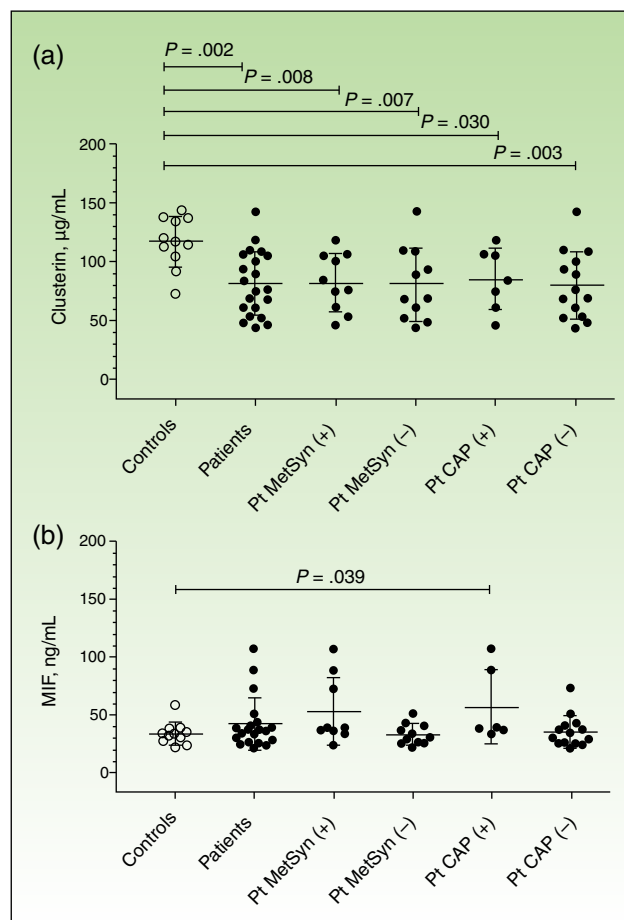 (a)
P = .002
P = .008
P = .007
P = .030
P = .003
200
150
100
50
0
Clusterin, µg/mL
Controls
Patients
Pt MetSyn (+)
Pt MetSyn (–)
Pt CAP (+)
Pt CAP (–)
(b)
200
P = .039
150
100
50
0
MIF, ng/mL
Controls
Patients
Pt MetSyn (+)
Pt MetSyn (–)
Pt CAP (+)
Pt CAP (–)